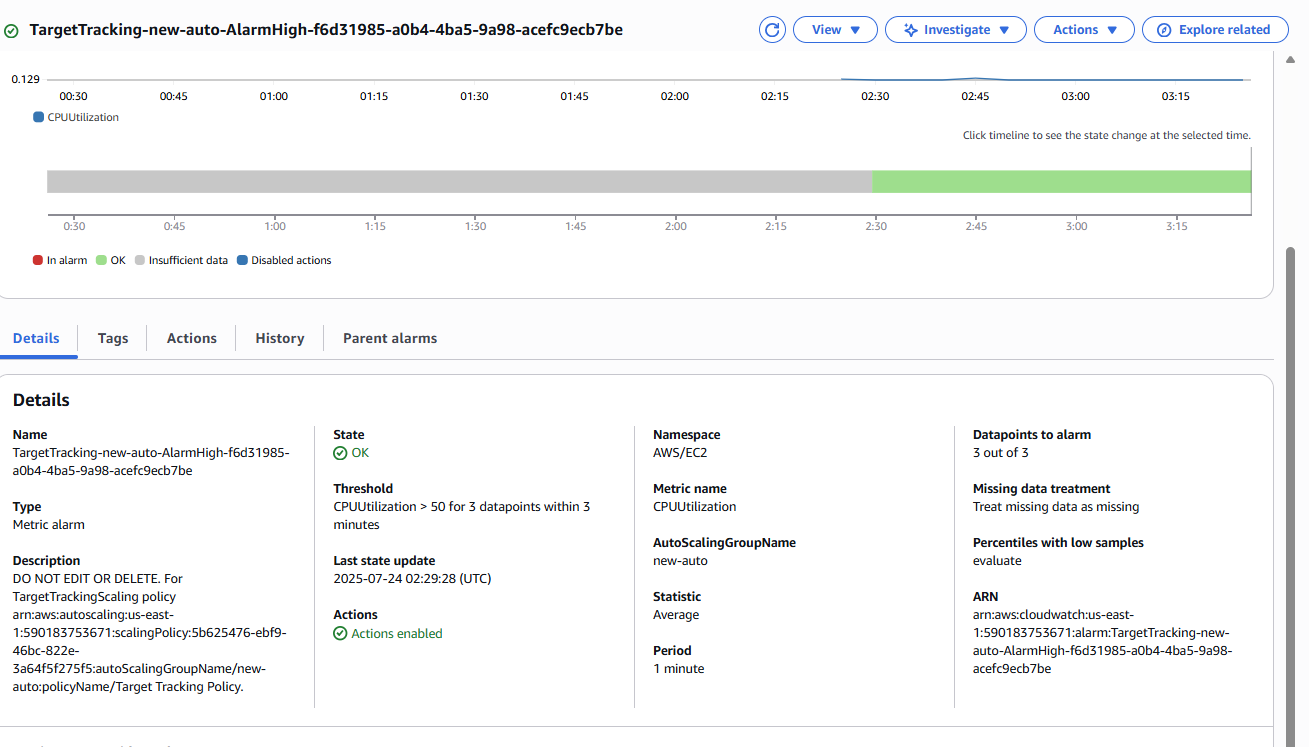 TargetTracking-new-auto-AlarmHigh-f6d31985-a0b4-4ba5-9a98-acefc9ecb7be
View
Investigate
Actions
Explore related
0.129
00:30 00:45 01:00 01:15 01:30 01:45 02:00 02:15 02:30 02:45 03:00 03:15
CPUUtilization
Click timeline to see the state change at the selected time.
0:30 0:45 1:00 1:15 1:30 1:45 2:00 2:15 2:30 2:45 3:00 3:15
In alarm OK Insufficient data Disabled actions
Details Tags Actions History Parent alarms
Details
Name
TargetTracking-new-auto-AlarmHigh-f6d31985-
a0b4-4ba5-9a98-acefc9ecb7be
Type
Metric alarm
Description
DO NOT EDIT OR DELETE. For
TargetTrackingScaling policy
arn:aws:autoscaling:us-east-
1:590183753671:scalingPolicy:5b625476-ebf9-
46bc-822e-
3a64f5f275f5:autoScalingGroupName/new-
auto:policyName/Target Tracking Policy.
State
OK
Threshold
CPUUtilization > 50 for 3 datapoints within 3
minutes
Last state update
2025-07-24 02:29:28 (UTC)
Actions
Actions enabled
Namespace
AWS/EC2
Metric name
CPUUtilization
AutoScalingGroupName
new-auto
Statistic
Average
Period
1 minute
Datapoints to alarm
3 out of 3
Missing data treatment
Treat missing data as missing
Percentiles with low samples
evaluate
ARN
arn:aws:cloudwatch:us-east-
1:590183753671:alarm:TargetTracking-new-
auto-AlarmHigh-f6d31985-a0b4-4ba5-9a98-
acefc9ecb7be